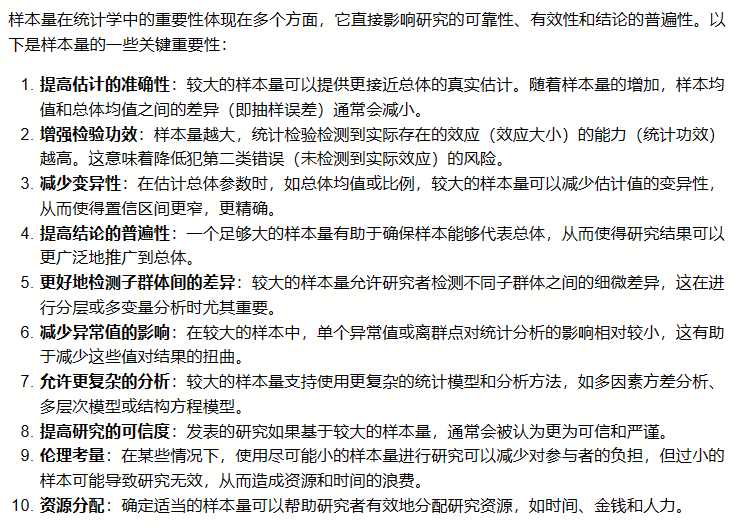 样本量在统计学中的重要性体现在多个方面，它直接影响研究的可靠性、有效性和结论的普遍性。以
下是样本量的一些关键重要性：
1. 提高估计的准确性：较大的样本量可以提供更接近总体的真实估计。随着样本量的增加，样本均
值和总体均值之间的差异（即抽样误差）通常会减小。
2. 增强检验功效：样本量越大，统计检验检测到实际存在的效应（效应大小）的能力（统计功效）
越高。这意味着降低犯第二类错误（未检测到实际效应）的风险。
3. 减少变异性：在估计总体参数时，如总体均值或比例，较大的样本量可以减少估计值的变异性，
从而使得置信区间更窄，更精确。
4. 提高结论的普遍性：一个足够大的样本量有助于确保样本能够代表总体，从而使得研究结果可以
更广泛地推广到总体。
5. 更好地检测子群体间的差异：较大的样本量允许研究者检测不同子群体之间的细微差异，这在进
行分层或多变量分析时尤其重要。
6. 减少异常值的影响：在较大的样本中，单个异常值或离群点对统计分析的影响相对较小，这有助
于减少这些值对结果的扭曲。
7. 允许更复杂的分析：较大的样本量支持使用更复杂的统计模型和分析方法，如多因素方差分析、
多层次模型或结构方程模型。
8. 提高研究的可信度：发表的研究如果基于较大的样本量，通常会被认为更为可信和严谨。
9. 伦理考量：在某些情况下，使用尽可能小的样本量进行研究可以减少对参与者的负担，但过小的
样本可能导致研究无效，从而造成资源和时间的浪费。
10. 资源分配：确定适当的样本量可以帮助研究者有效地分配研究资源，如时间、金钱和人力。